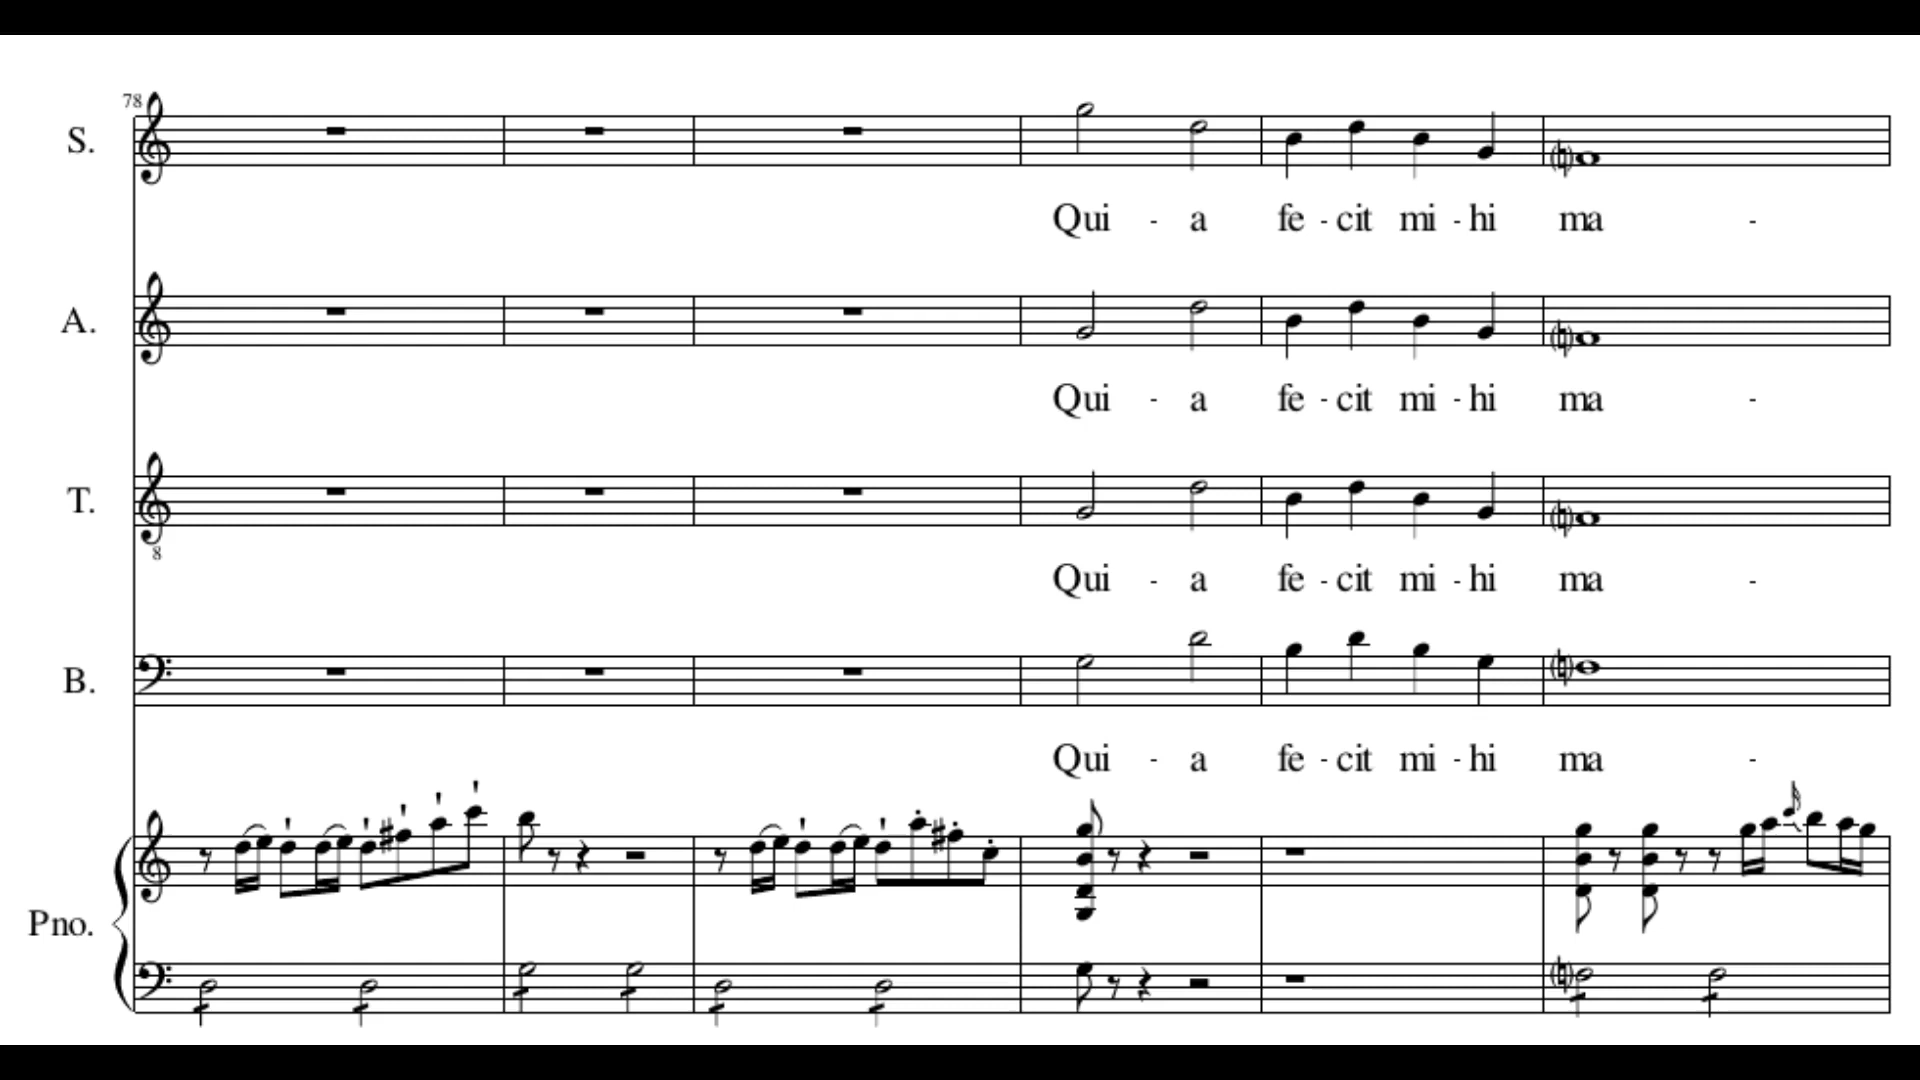 78
S.
Qui - a fe - cit mi - hi ma -
A.
Qui - a fe - cit mi - hi ma -
T.
8
Qui - a fe - cit mi - hi ma -
B.
Qui - a fe - cit mi - hi ma -
Pno.